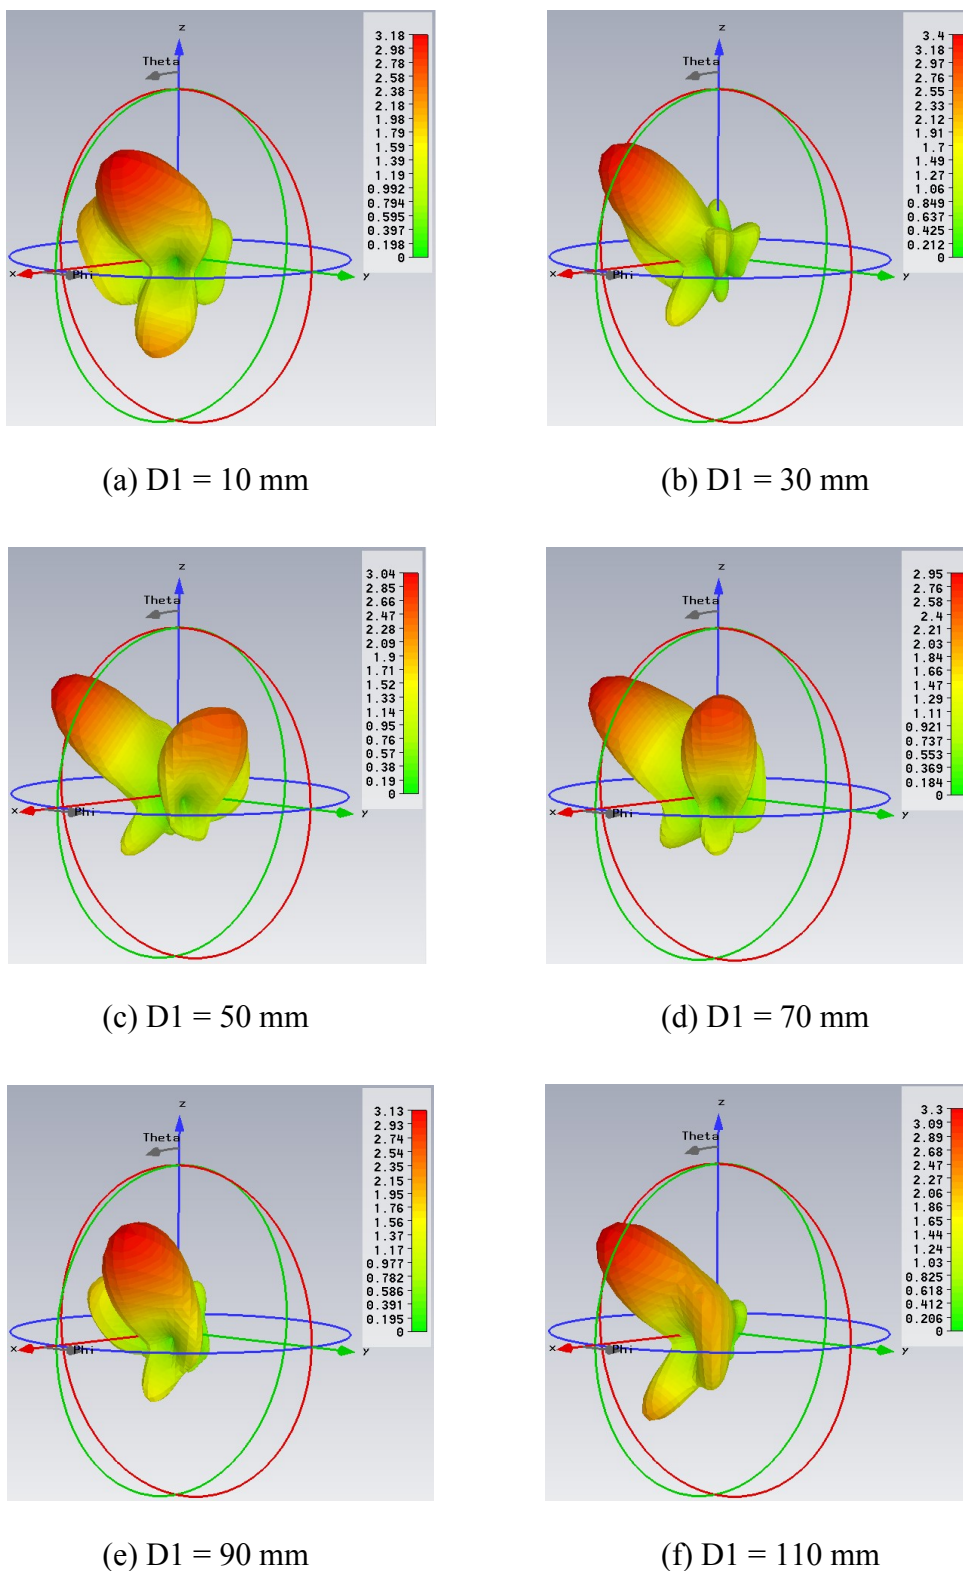 z
Theta
x
Phi
y
3.18
2.98
2.78
2.58
2.38
2.18
1.98
1.79
1.59
1.39
1.19
0.992
0.794
0.595
0.397
0.198
0
z
Theta
x
Phi
y
3.4
3.18
2.97
2.76
2.55
2.33
2.12
1.91
1.7
1.49
1.27
1.06
0.849
0.637
0.425
0.212
0
(a) D1 = 10 mm
(b) D1 = 30 mm
z
Theta
x
Phi
y
3.04
2.85
2.66
2.47
2.28
2.09
1.9
1.71
1.52
1.33
1.14
0.95
0.76
0.57
0.38
0.19
0
z
Theta
x
Phi
y
2.95
2.76
2.58
2.4
2.21
2.03
1.84
1.66
1.47
1.29
1.11
0.921
0.737
0.553
0.369
0.184
0
(c) D1 = 50 mm
(d) D1 = 70 mm
z
Theta
x
Phi
y
3.13
2.93
2.74
2.54
2.35
2.15
1.95
1.76
1.56
1.37
1.17
0.977
0.782
0.586
0.391
0.195
0
z
Theta
x
Phi
y
3.3
3.09
2.89
2.68
2.47
2.27
2.06
1.86
1.65
1.44
1.24
1.03
0.825
0.618
0.412
0.206
0
(e) D1 = 90 mm
(f) D1 = 110 mm